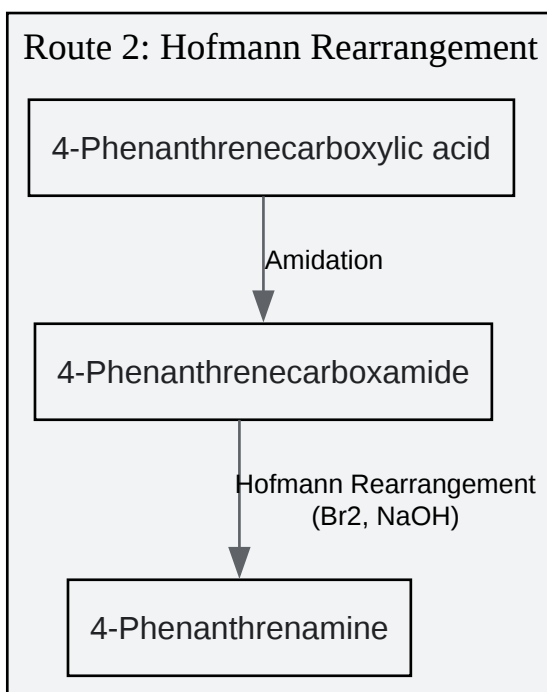 Route 2: Hofmann Rearrangement
4-Phenanthrenecarboxylic acid
Amidation
4-Phenanthrenecarboxamide
Hofmann Rearrangement
(Br2, NaOH)
4-Phenanthrenamine